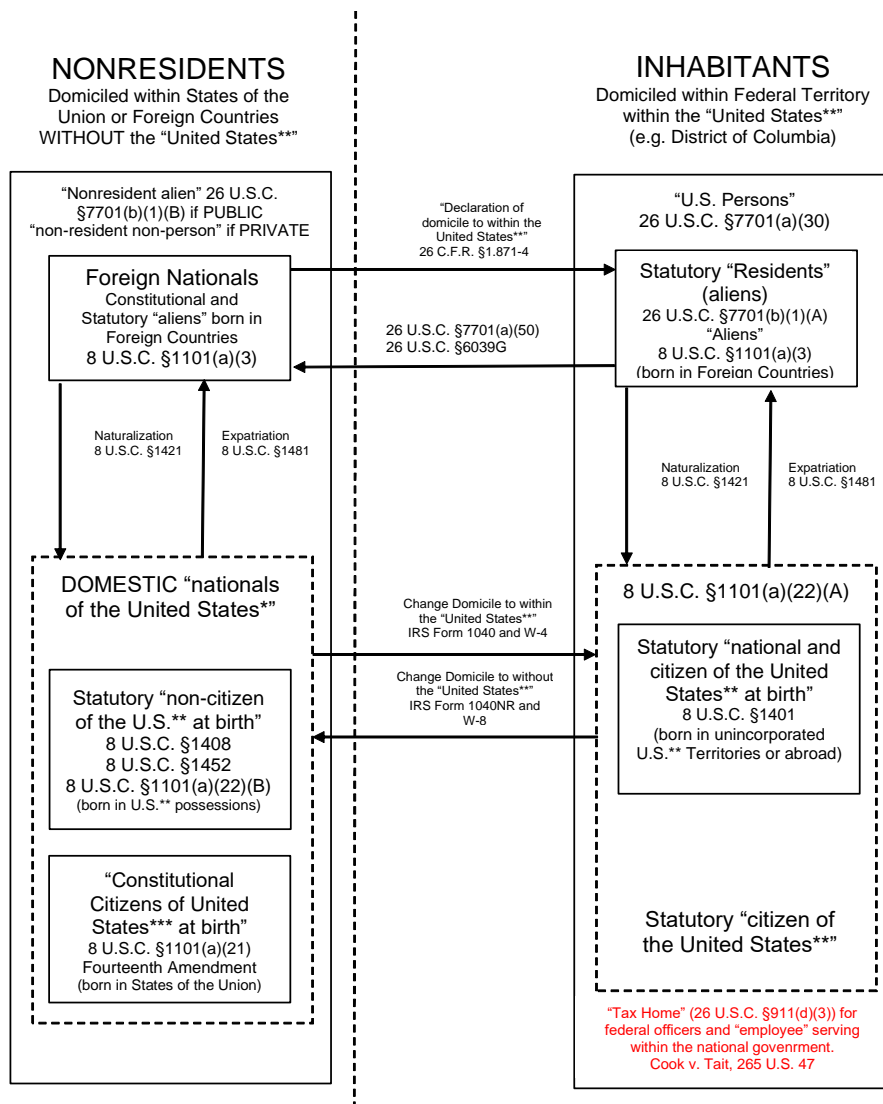 NONRESIDENTS
Domiciled within States of the
Union or Foreign Countries
WITHOUT the “United States**”
“Nonresident alien” 26 U.S.C.
§7701(b)(1)(B) if PUBLIC
“non-resident non-person” if PRIVATE
Foreign Nationals
Constitutional and
Statutory “aliens” born in
Foreign Countries
8 U.S.C. §1101(a)(3)
Naturalization
8 U.S.C. §1421
Expatriation
8 U.S.C. §1481
DOMESTIC “nationals
of the United States*”
Statutory “non-citizen
of the U.S.** at birth”
8 U.S.C. §1408
8 U.S.C. §1452
8 U.S.C. §1101(a)(22)(B)
(born in U.S.** possessions)
“Constitutional
Citizens of United
States*** at birth”
8 U.S.C. §1101(a)(21)
Fourteenth Amendment
(born in States of the Union)
“Declaration of
domicile to within the
United States**”
26 C.F.R. §1.871-4
26 U.S.C. §7701(a)(50)
26 U.S.C. §6039G
Change Domicile to within
the “United States**”
IRS Form 1040 and W-4
Change Domicile to without
the “United States**”
IRS Form 1040NR and
W-8
INHABITANTS
Domiciled within Federal Territory
within the “United States**”
(e.g. District of Columbia)
“U.S. Persons”
26 U.S.C. §7701(a)(30)
Statutory “Residents”
(aliens)
26 U.S.C. §7701(b)(1)(A)
“Aliens”
8 U.S.C. §1101(a)(3)
(born in Foreign Countries)
Naturalization
8 U.S.C. §1421
Expatriation
8 U.S.C. §1481
8 U.S.C. §1101(a)(22)(A)
Statutory “national and
citizen of the United
States** at birth”
8 U.S.C. §1401
(born in unincorporated
U.S.** Territories or abroad)
Statutory “citizen of
the United States**”
“Tax Home” (26 U.S.C. §911(d)(3)) for
federal officers and “employee” serving
within the national govenrment.
Cook v. Tait, 265 U.S. 47